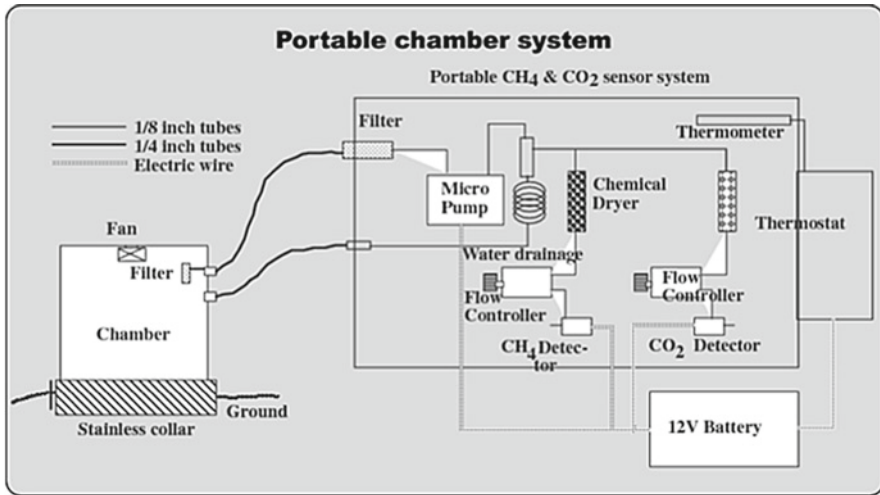 Portable chamber system
Portable CH4 & CO2 sensor system
1/8 inch tubes
1/4 inch tubes
Electric wire
Filter
Thermometer
Micro
Pump
Chemical
Dryer
Thermostat
Fan
Filter
Water drainage
Flow
Controller
Flow
Controller
Chamber
CH4 Detec-
tor
CO2 Detector
Ground
Stainless collar
12V Battery